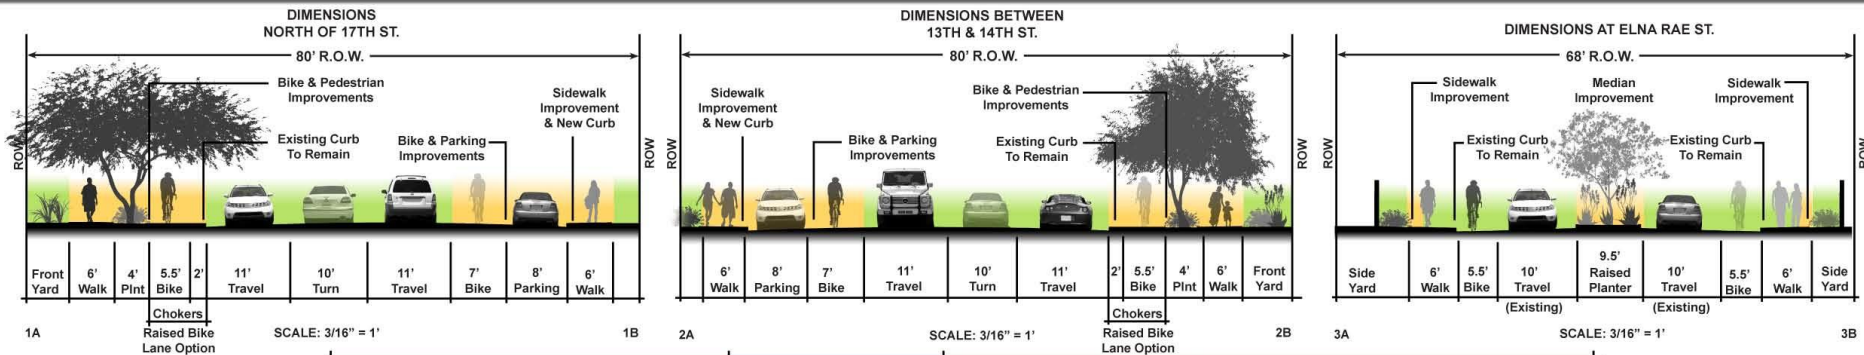 DIMENSIONS
NORTH OF 17TH ST.
80' R.O.W.
Bike & Pedestrian
Improvements
Sidewalk
Improvement
& New Curb
Existing Curb
To Remain
Bike & Parking
Improvements
ROW
ROW
Front
Yard
6'
Walk
4'
Plnt
5.5'
Bike
2'
11'
Travel
10'
Turn
11'
Travel
7'
Bike
8'
Parking
6'
Walk
Chokers
1A
Raised Bike
Lane Option
SCALE: 3/16" = 1'
1B
DIMENSIONS BETWEEN
13TH & 14TH ST.
80' R.O.W.
Sidewalk
Improvement
& New Curb
Bike & Pedestrian
Improvements
Bike & Parking
Improvements
Existing Curb
To Remain
ROW
ROW
6'
Walk
8'
Parking
7'
Bike
11'
Travel
10'
Turn
11'
Travel
2'
5.5'
Bike
4'
Plnt
6'
Walk
Front
Yard
Chokers
2A
SCALE: 3/16" = 1'
Raised Bike
Lane Option
2B
DIMENSIONS AT ELNA RAE ST.
68' R.O.W.
Sidewalk
Improvement
Median
Improvement
Sidewalk
Improvement
Existing Curb
To Remain
Existing Curb
To Remain
ROW
ROW
Side
Yard
6'
Walk
5.5'
Bike
10'
Travel
(Existing)
9.5'
Raised
Planter
10'
Travel
(Existing)
5.5'
Bike
6'
Walk
Side
Yard
3A
SCALE: 3/16" = 1'
3B